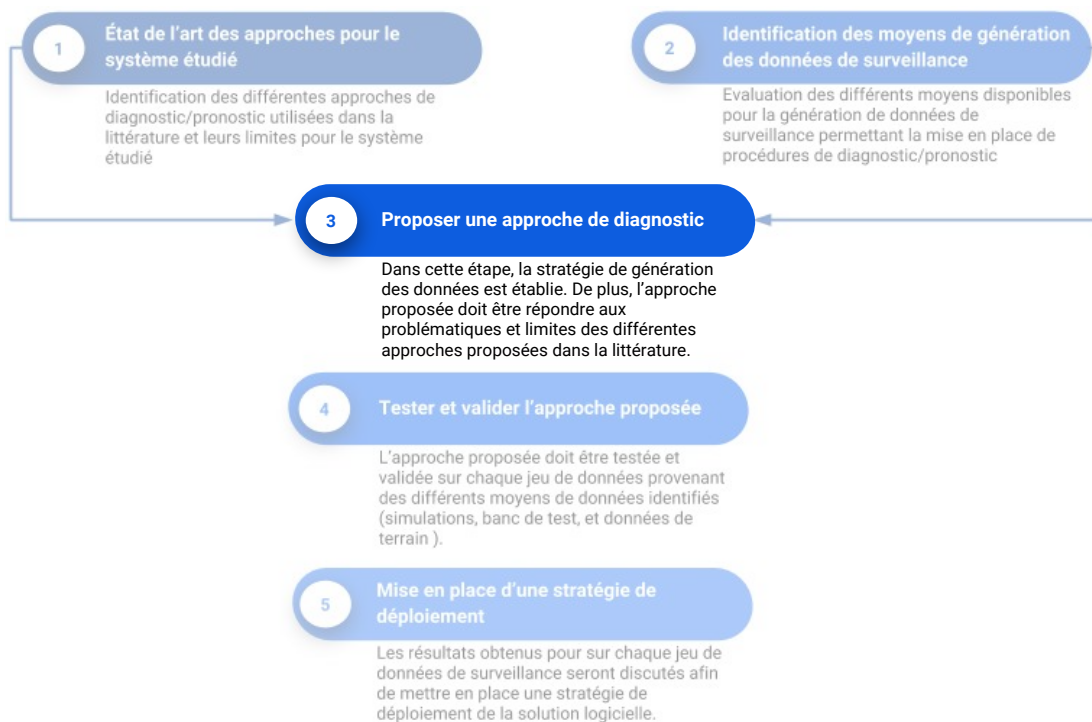 1
État de l'art des approches pour le
système étudié
Identification des différentes approches de
diagnostic/pronostic utilisées dans la
littérature et leurs limites pour le système
étudié
2
Identification des moyens de génération
des données de surveillance
Evaluation des différents moyens disponibles
pour la génération de données de
surveillance permettant la mise en place de
procédures de diagnostic/pronostic
3
Proposer une approche de diagnostic
Dans cette étape, la stratégie de génération
des données est établie. De plus, l'approche
proposée doit être répondre aux
problématiques et limites des différentes
approches proposées dans la littérature.
4
Tester et valider l'approche proposée
L'approche proposée doit être testée et
validée sur chaque jeu de données provenant
des différents moyens de données identifiés
(simulations, banc de test, et données de
terrain ).
5
Mise en place d'une stratégie de
déploiement
Les résultats obtenus pour sur chaque jeu de
données de surveillance seront discutés afin
de mettre en place une stratégie de
déploiement de la solution logicielle.